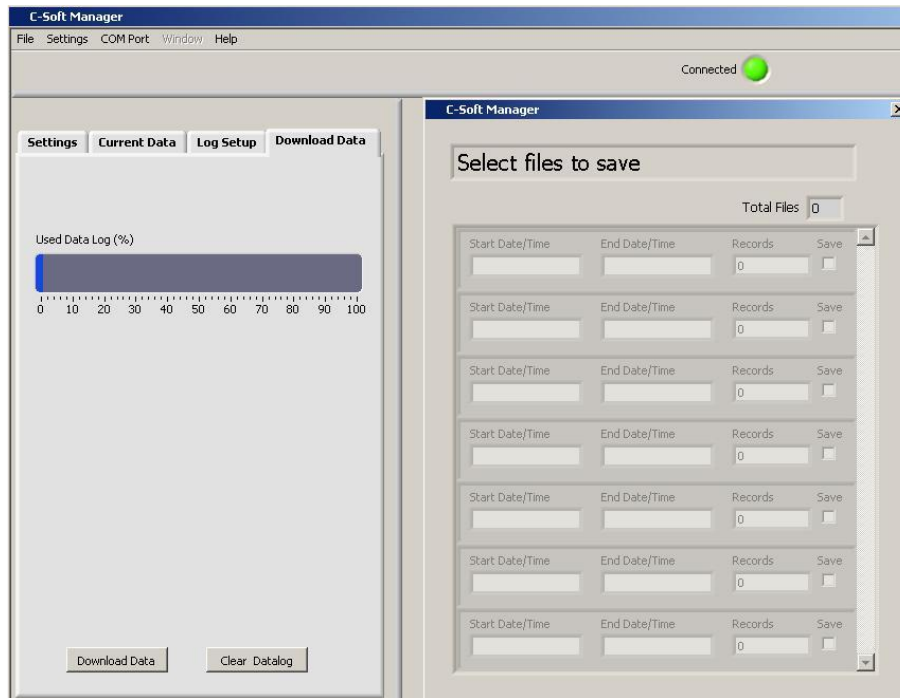 C-Soft Manager
File Settings COM Port Window Help
Connected
Settings Current Data Log Setup Download Data
Used Data Log (%)
0 10 20 30 40 50 60 70 80 90 100
Download Data Clear Datalog
C-Soft Manager
Select files to save
Total Files 0
Start Date/Time End Date/Time Records Save
0
Start Date/Time End Date/Time Records Save
0
Start Date/Time End Date/Time Records Save
0
Start Date/Time End Date/Time Records Save
0
Start Date/Time End Date/Time Records Save
0
Start Date/Time End Date/Time Records Save
0
Start Date/Time End Date/Time Records Save
0